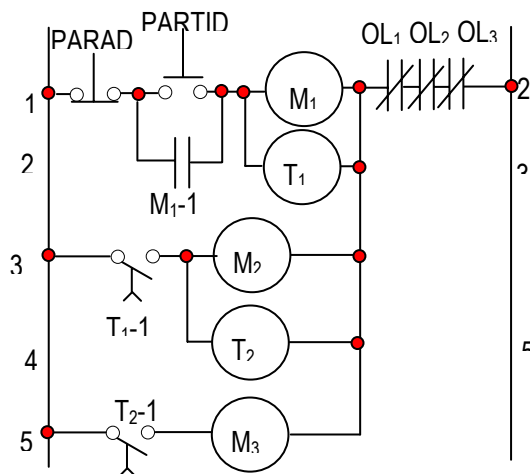 PARAD
PARTID
OL₁ OL₂ OL₃
1
M₁
2
2
T₁
M₁-1
3
M₂
T₁-1
4
T₂
T₂-1
5
M₃